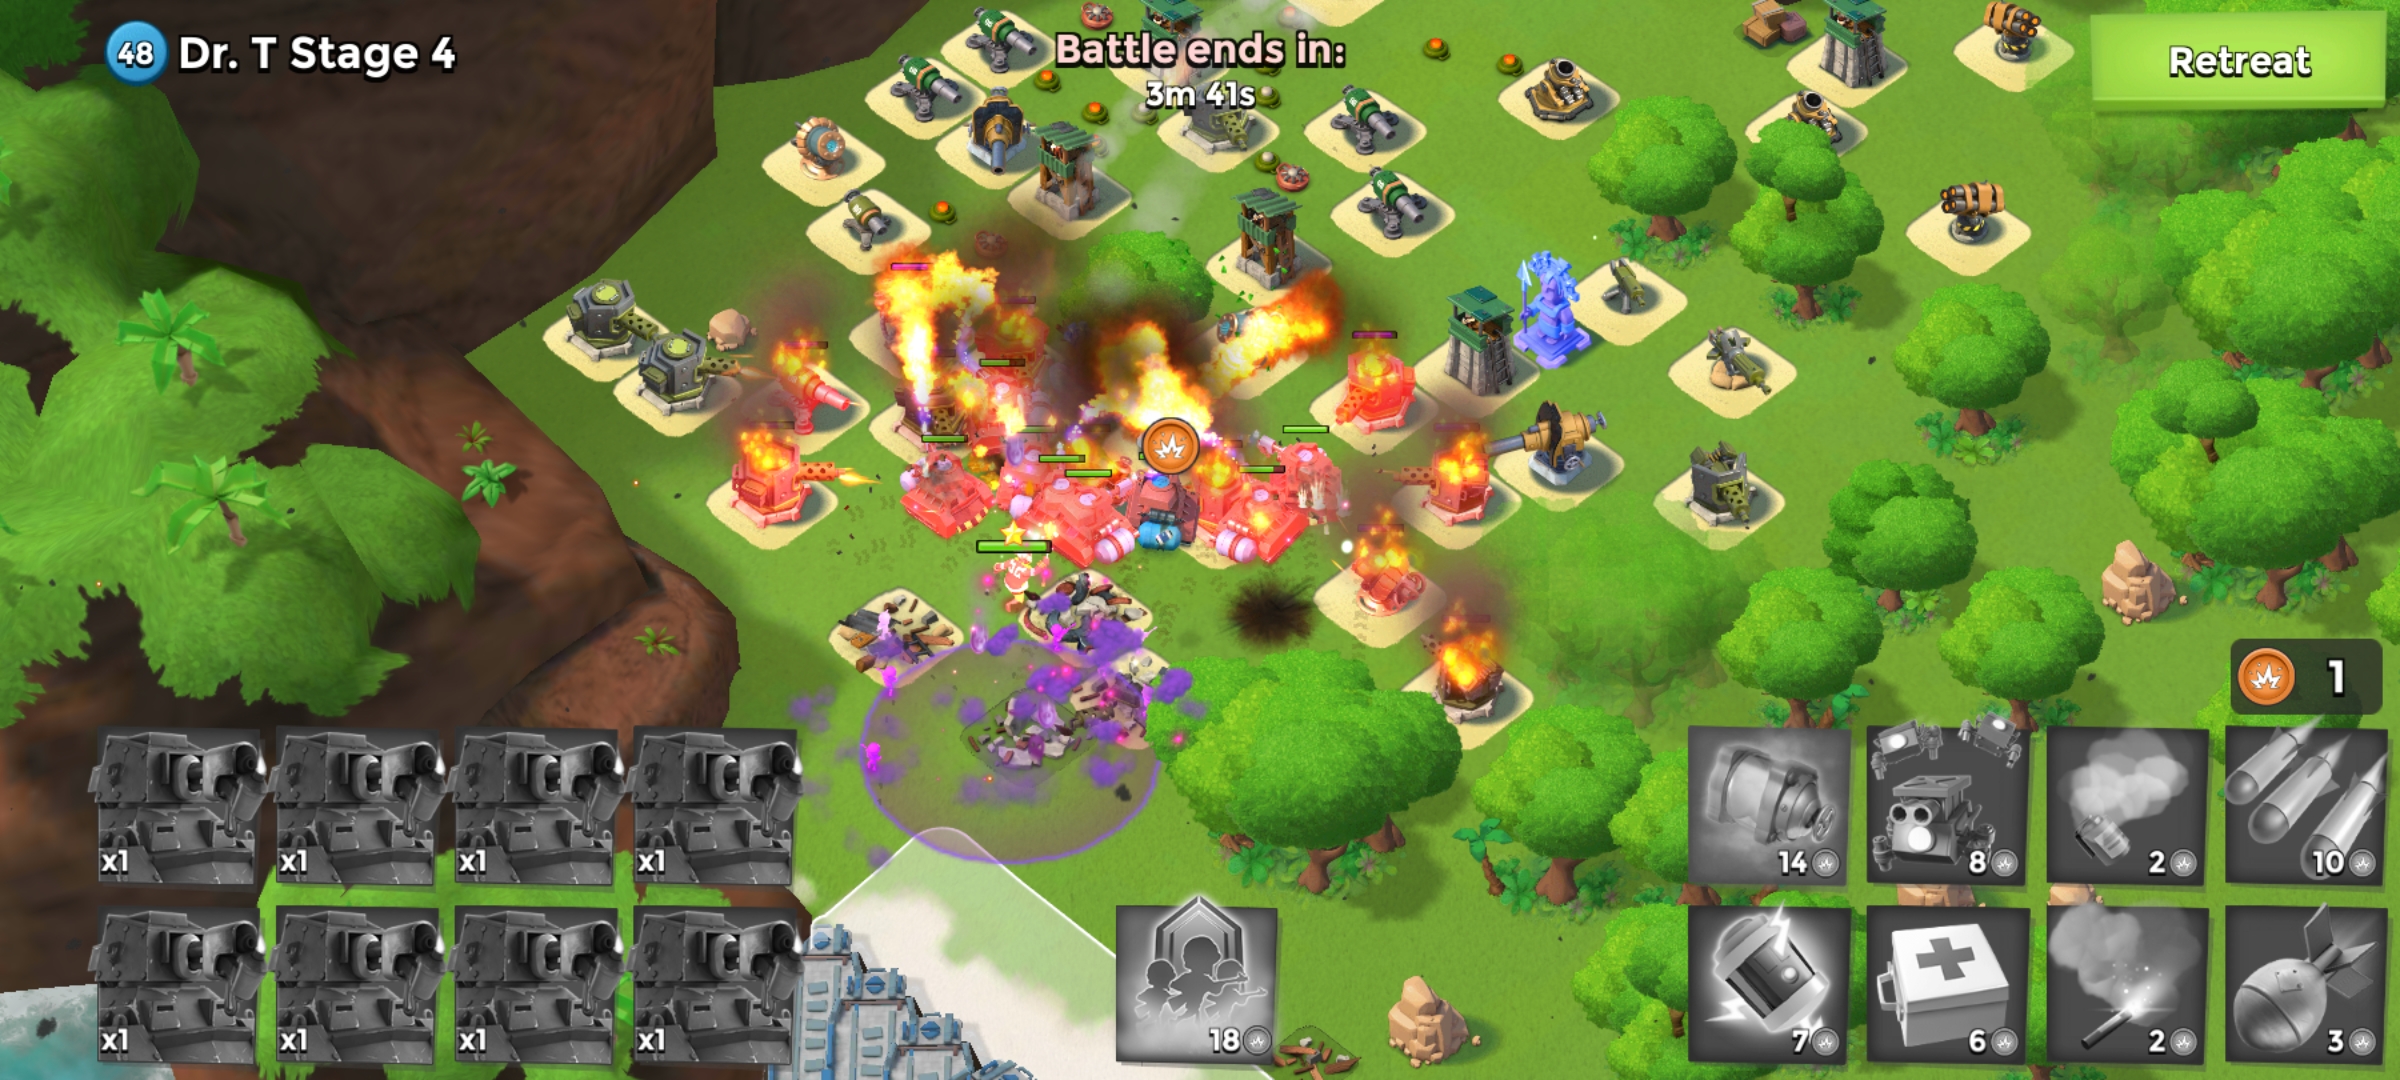 48 Dr. T Stage 4
Battle ends in:
3m 41s
Retreat
1
x1 x1 x1 x1
14 8 2 10
x1 x1 x1 x1
18
7 6 2 3